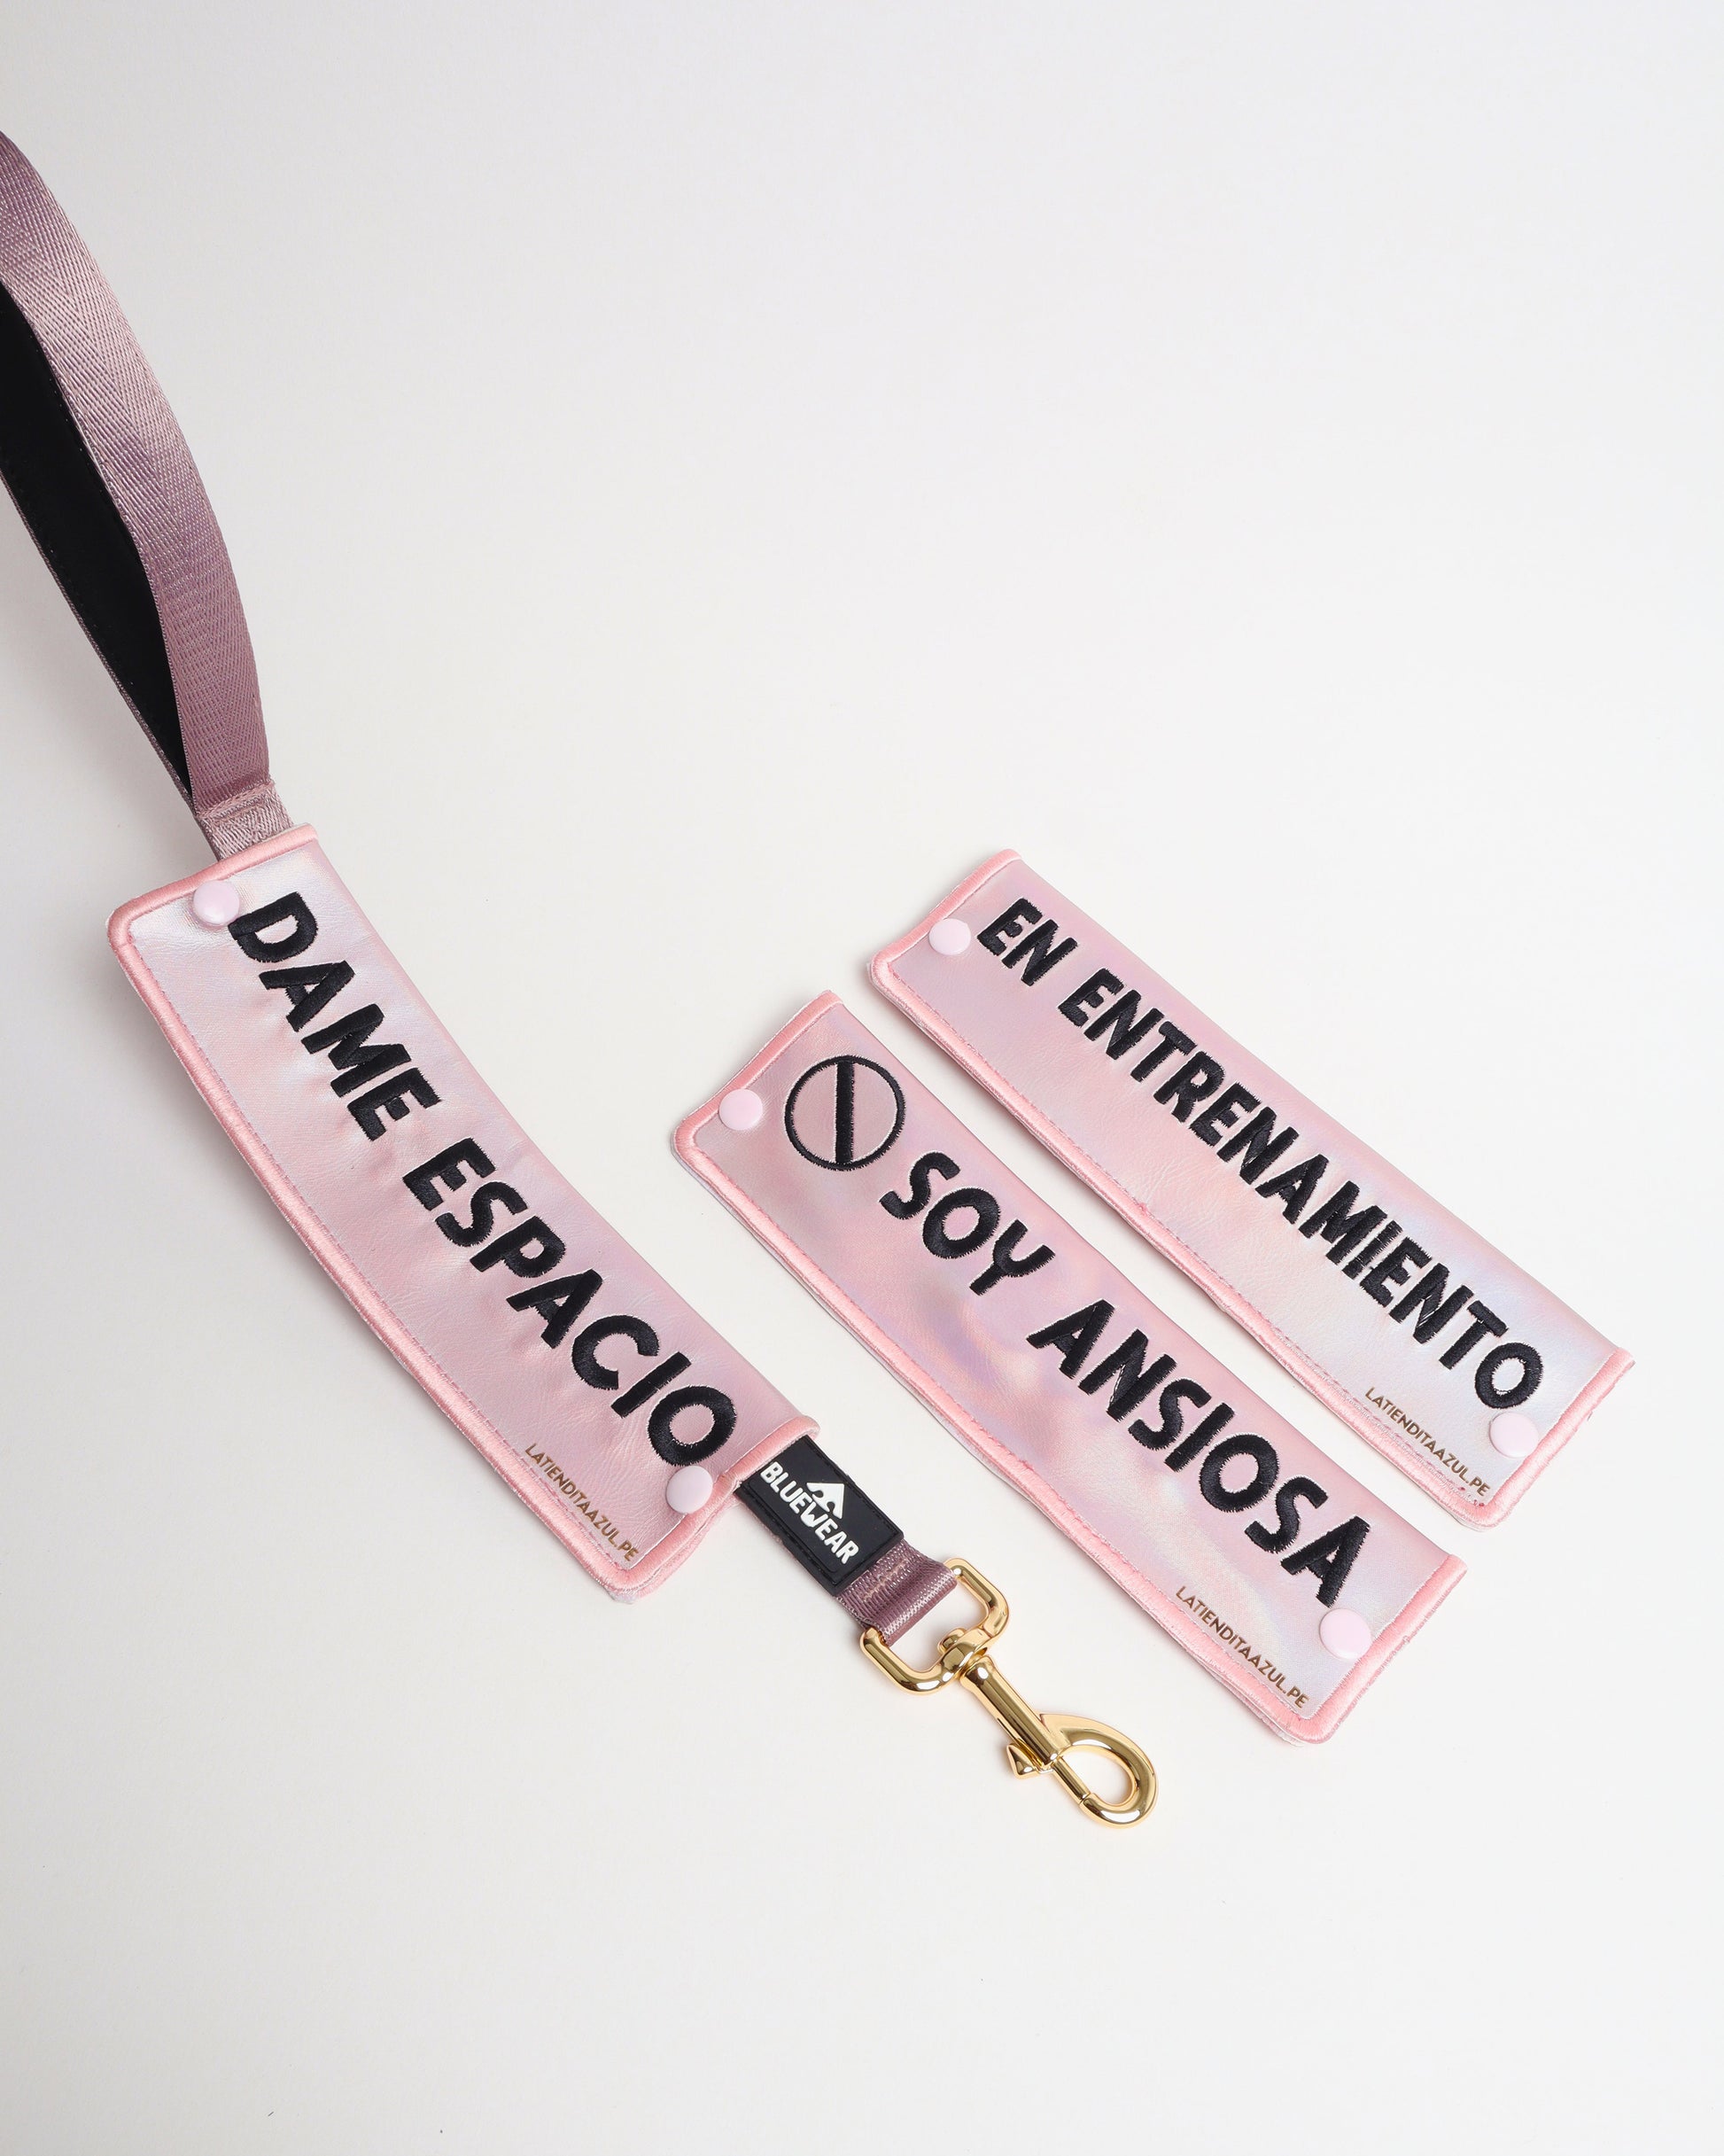 DAME ESPACIO
LATIENDITAAZUL.PE
BLUEWEAR
SOY ANSIOSA
LATIENDITAAZUL.PE
EN ENTRENAMIENTO
LATIENDITAAZUL.PE